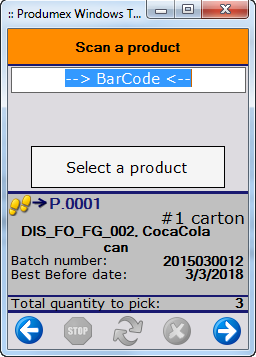 :: Produmex Windows T...
Scan a product
--> BarCode <--
Select a product
P.0001
#1 carton
DIS_FO_FG_002, CocaCola
can
Batch number: 2015030012
Best Before date: 3/3/2018
Total quantity to pick: 3
STOP